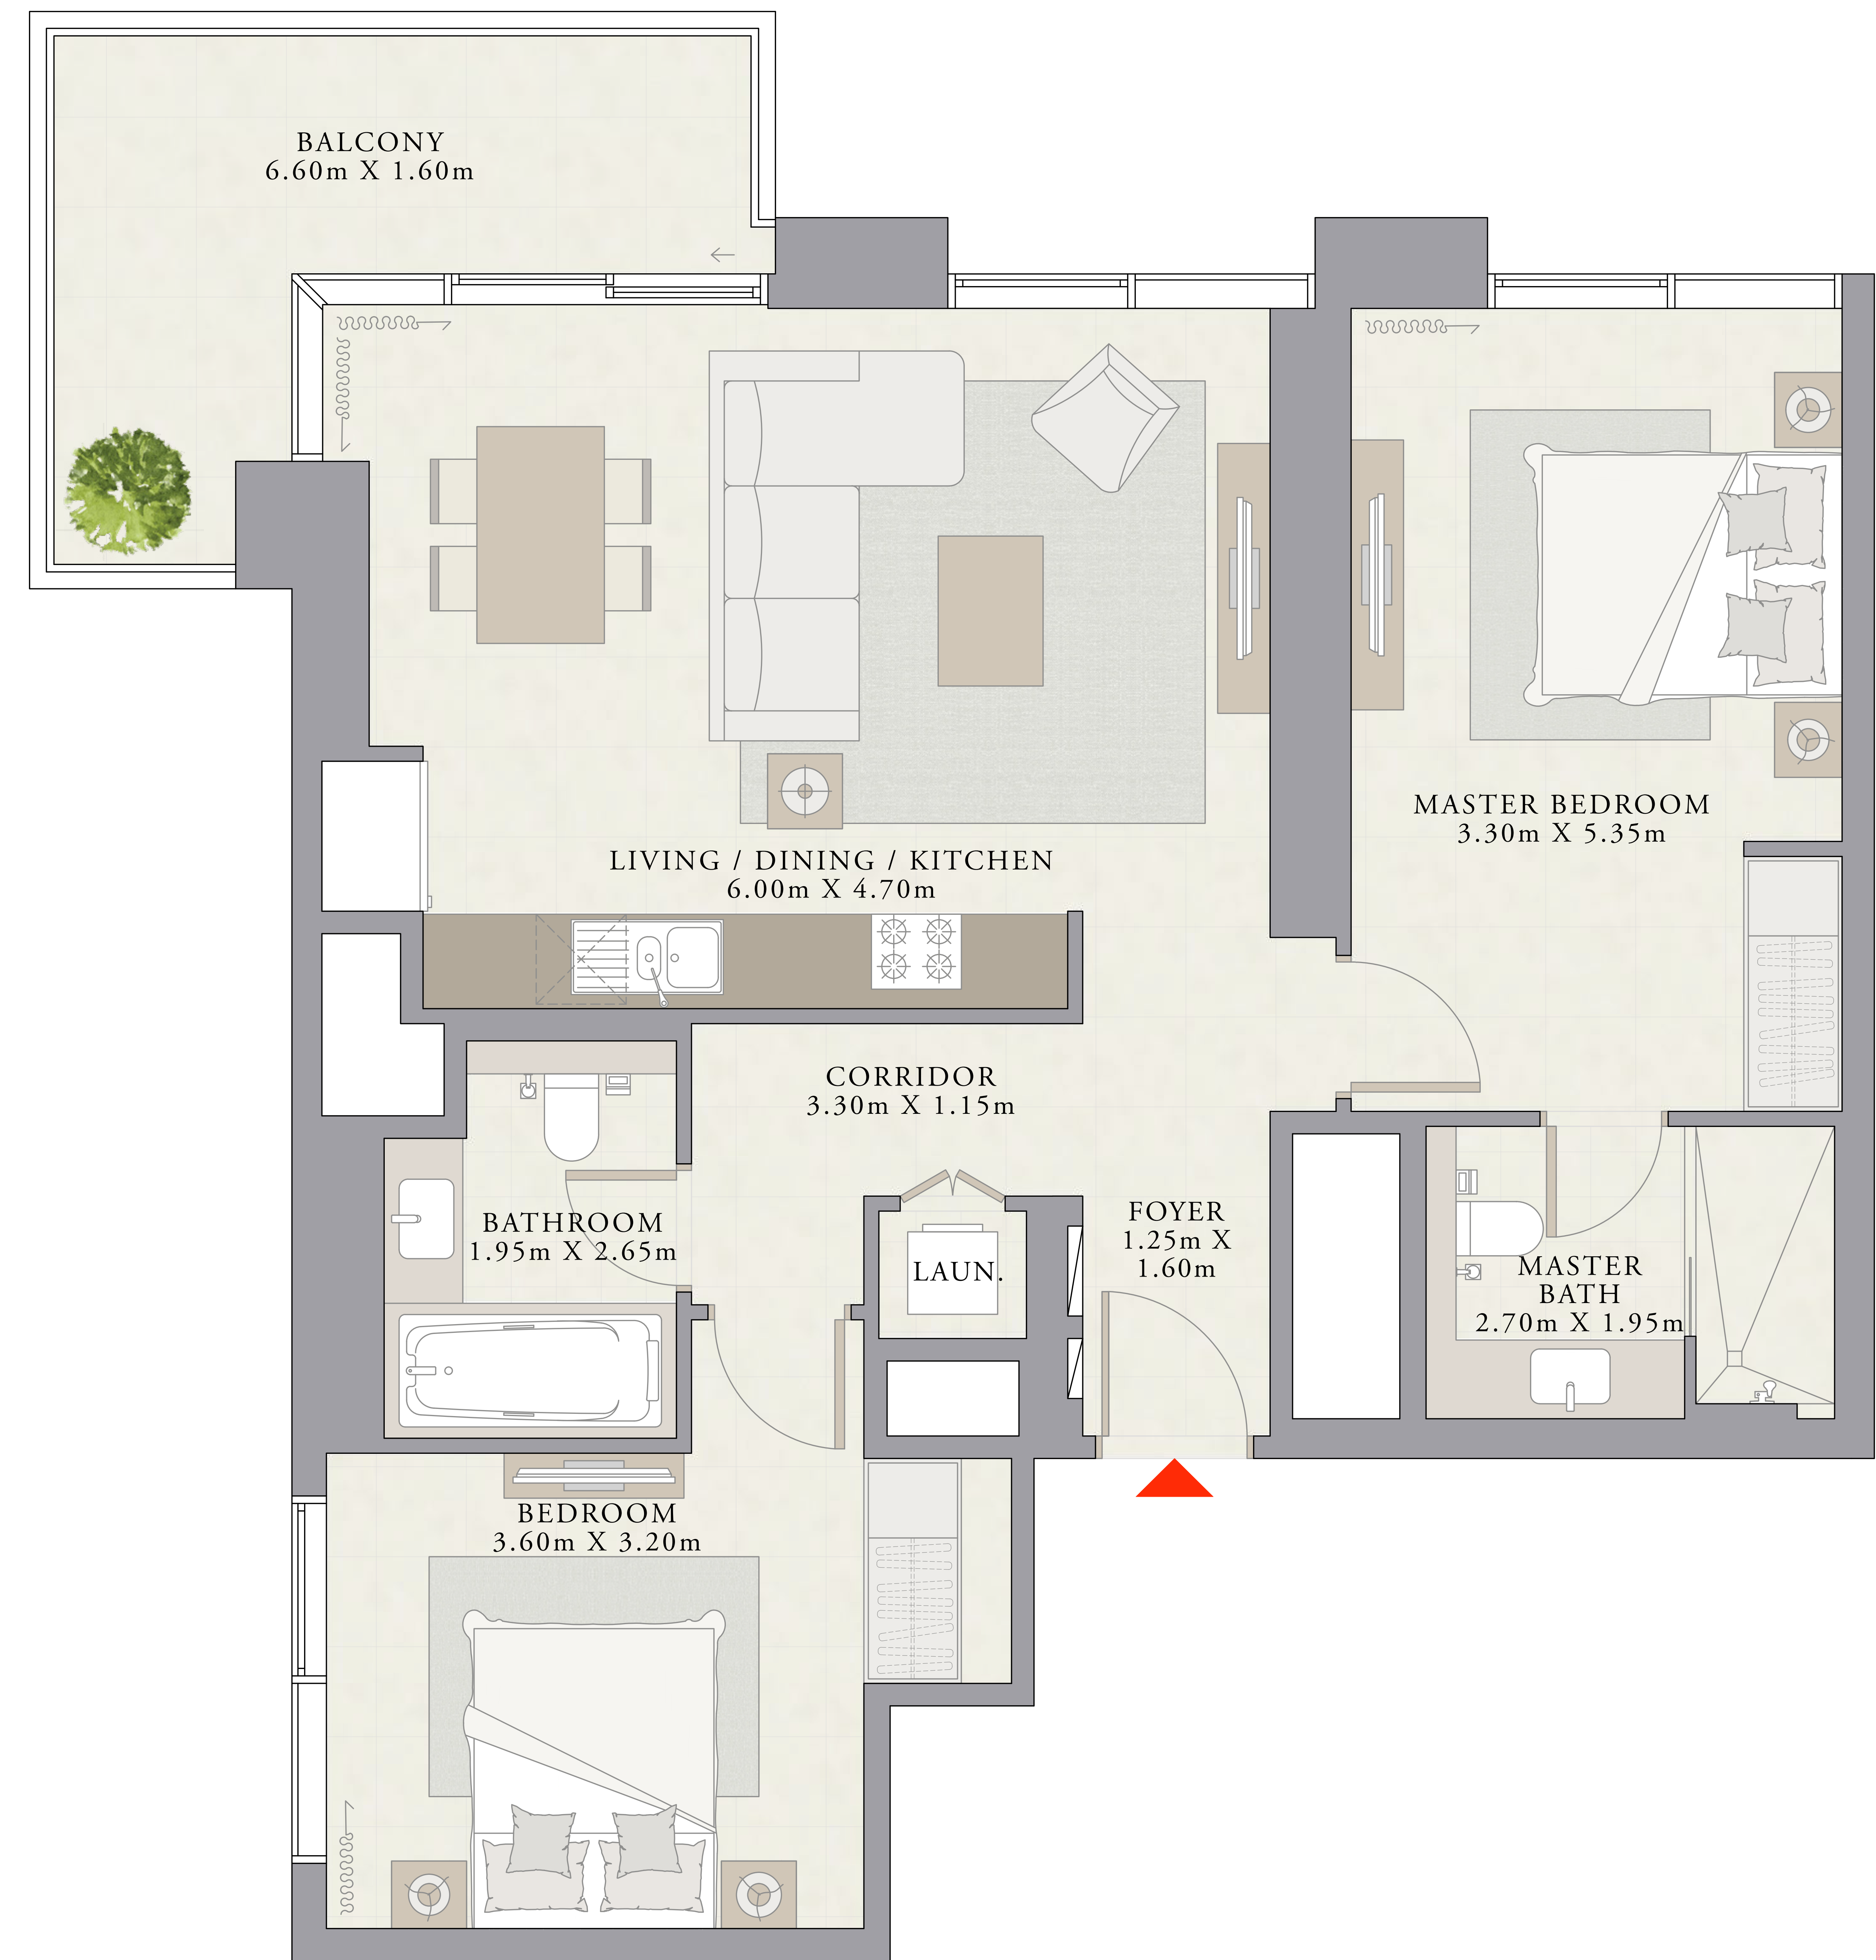 BALCONY
6.60m X 1.60m
MASTER BEDROOM
3.30m X 5.35m
LIVING / DINING / KITCHEN
6.00m X 4.70m
CORRIDOR
3.30m X 1.15m
FOYER
1.25m X
1.60m
BATHROOM
1.95m X 2.65m
LAUN.
MASTER
BATH
2.70m X 1.95m
BEDROOM
3.60m X 3.20m